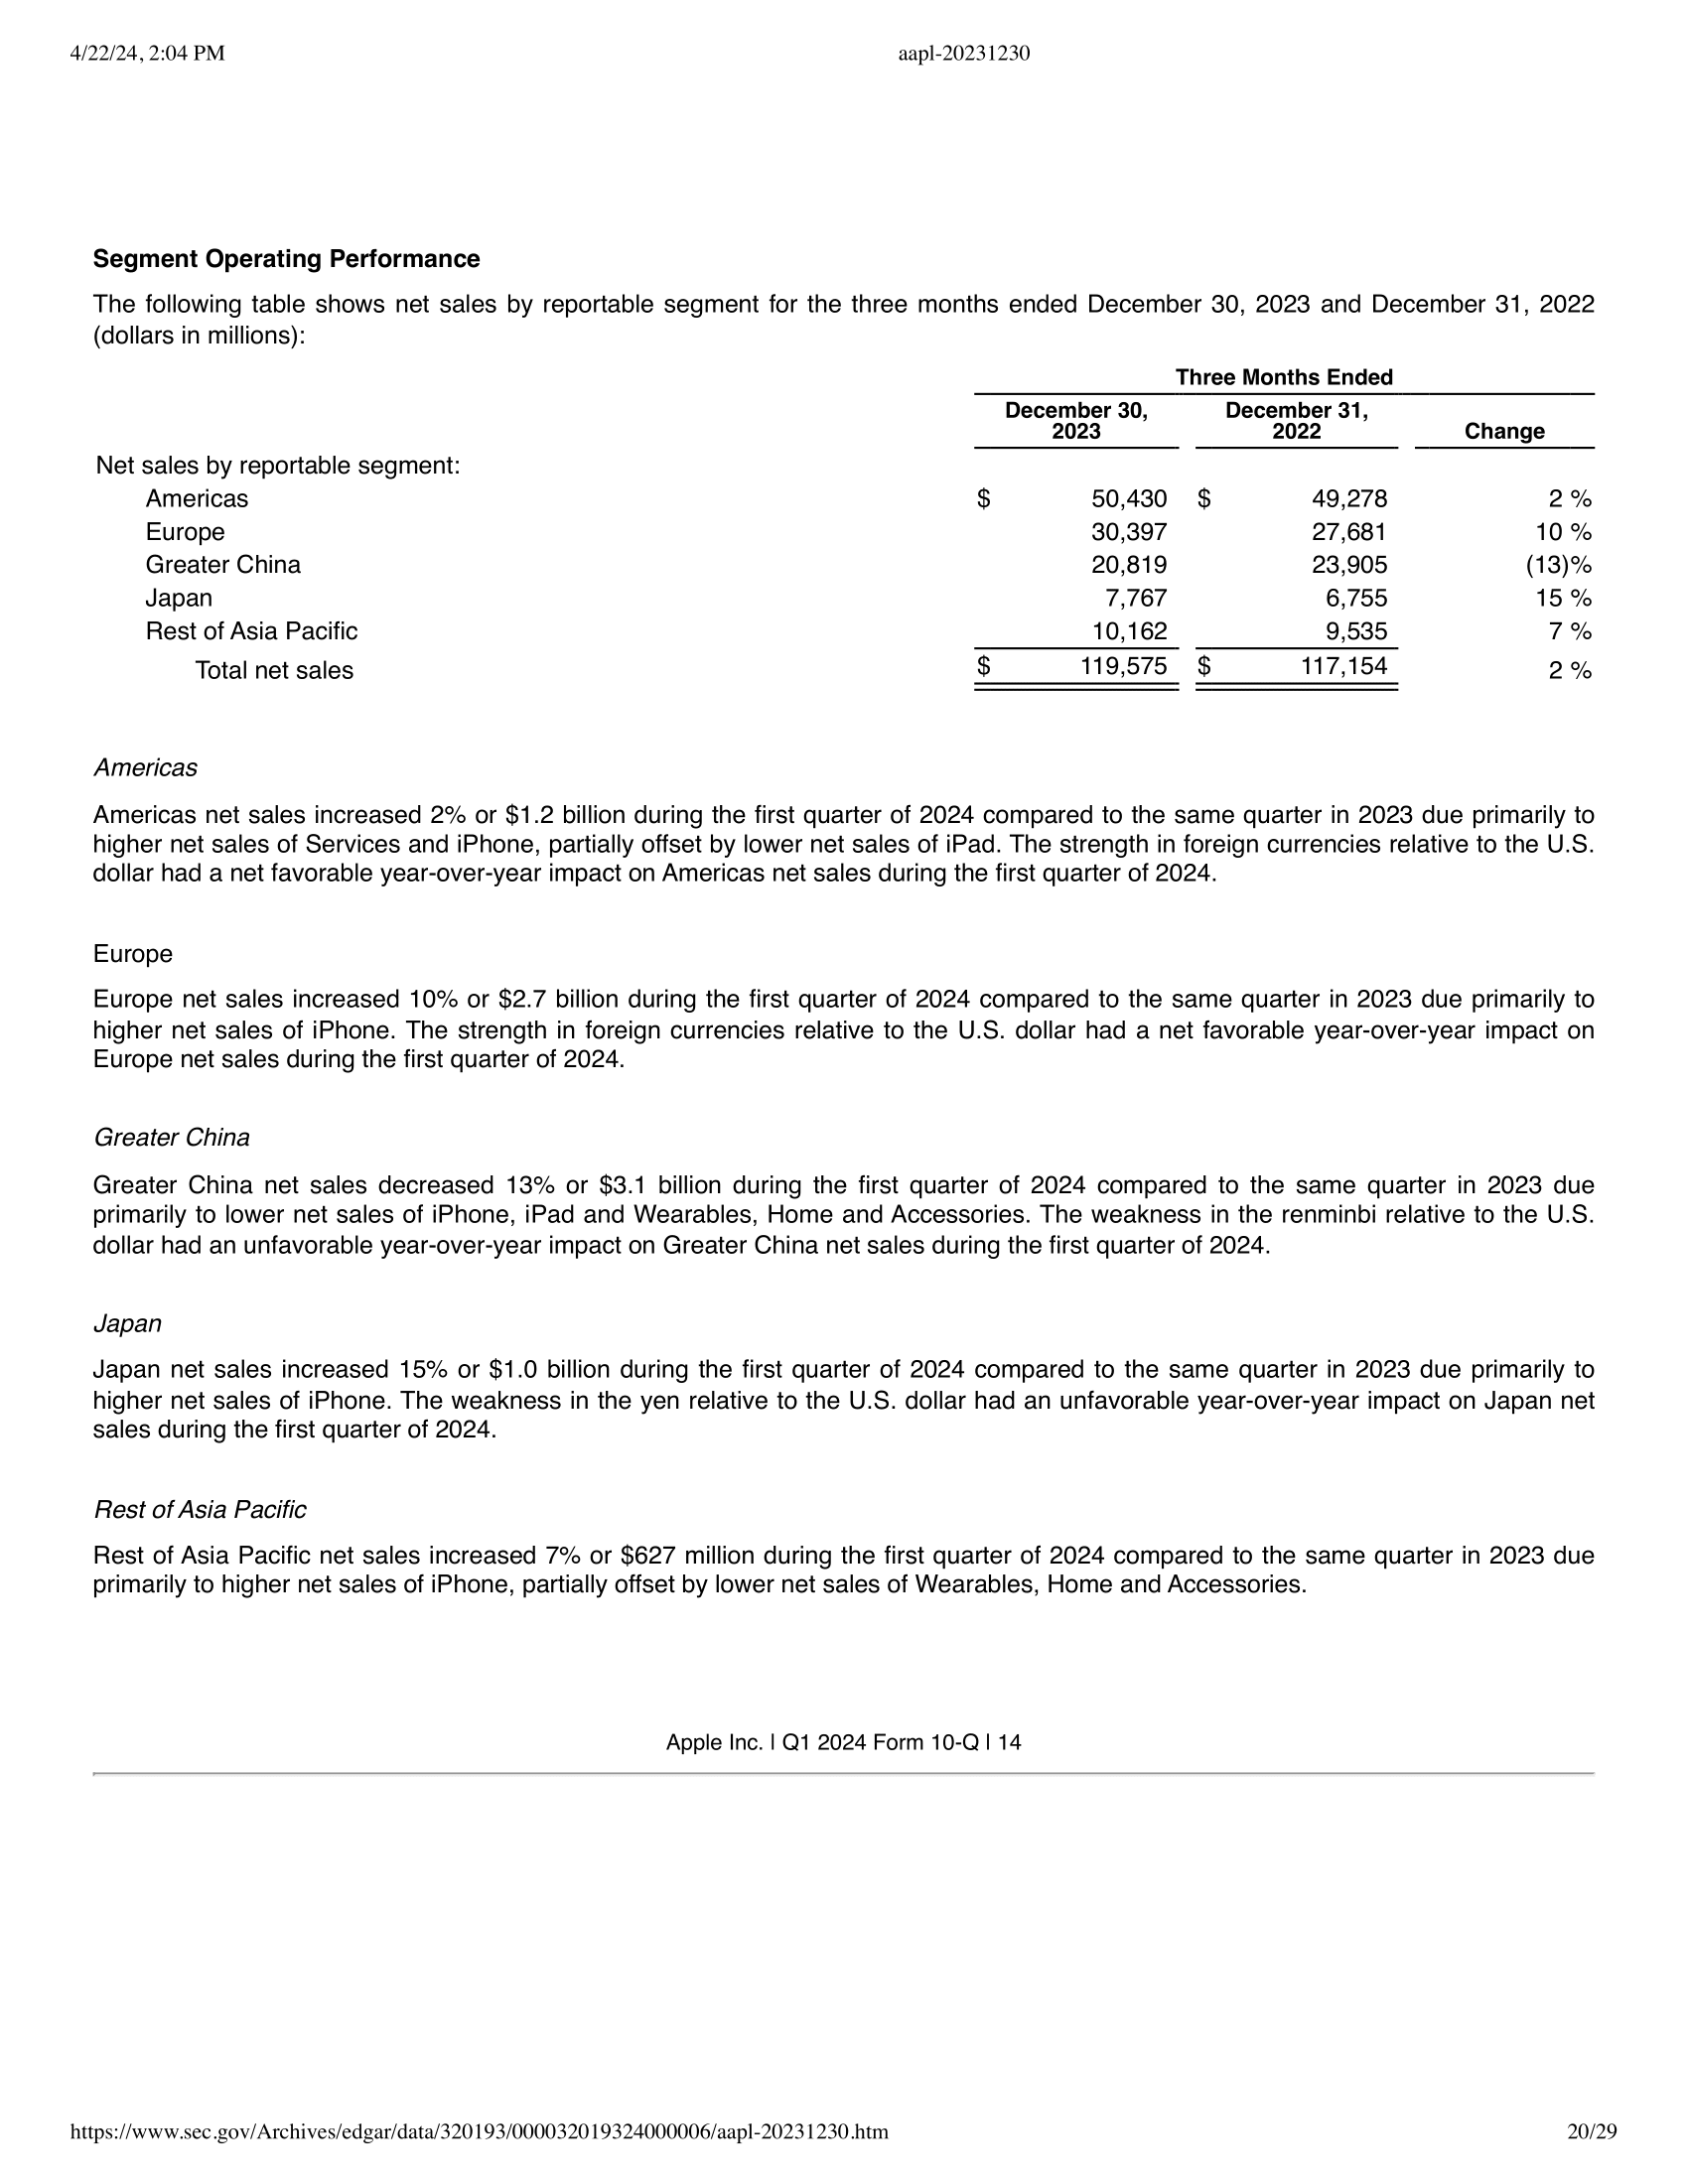 4/22/24, 2:04 PM aapl-20231230
Segment Operating Performance
The following table shows net sales by reportable segment for the three months ended December 30, 2023 and December 31, 2022
(dollars in millions):
Three Months Ended
December 30, 2023 December 31, 2022 Change
Net sales by reportable segment:
Americas $ 50,430 $ 49,278 2 %
Europe 30,397 27,681 10 %
Greater China 20,819 23,905 (13)%
Japan 7,767 6,755 15 %
Rest of Asia Pacific 10,162 9,535 7 %
Total net sales $ 119,575 $ 117,154 2 %
Americas
Americas net sales increased 2% or $1.2 billion during the first quarter of 2024 compared to the same quarter in 2023 due primarily to
higher net sales of Services and iPhone, partially offset by lower net sales of iPad. The strength in foreign currencies relative to the U.S.
dollar had a net favorable year-over-year impact on Americas net sales during the first quarter of 2024.
Europe
Europe net sales increased 10% or $2.7 billion during the first quarter of 2024 compared to the same quarter in 2023 due primarily to
higher net sales of iPhone. The strength in foreign currencies relative to the U.S. dollar had a net favorable year-over-year impact on
Europe net sales during the first quarter of 2024.
Greater China
Greater China net sales decreased 13% or $3.1 billion during the first quarter of 2024 compared to the same quarter in 2023 due
primarily to lower net sales of iPhone, iPad and Wearables, Home and Accessories. The weakness in the renminbi relative to the U.S.
dollar had an unfavorable year-over-year impact on Greater China net sales during the first quarter of 2024.
Japan
Japan net sales increased 15% or $1.0 billion during the first quarter of 2024 compared to the same quarter in 2023 due primarily to
higher net sales of iPhone. The weakness in the yen relative to the U.S. dollar had an unfavorable year-over-year impact on Japan net
sales during the first quarter of 2024.
Rest of Asia Pacific
Rest of Asia Pacific net sales increased 7% or $627 million during the first quarter of 2024 compared to the same quarter in 2023 due
primarily to higher net sales of iPhone, partially offset by lower net sales of Wearables, Home and Accessories.
Apple Inc. | Q1 2024 Form 10-Q | 14
https://www.sec.gov/Archives/edgar/data/320193/000032019324000006/aapl-20231230.htm 20/29